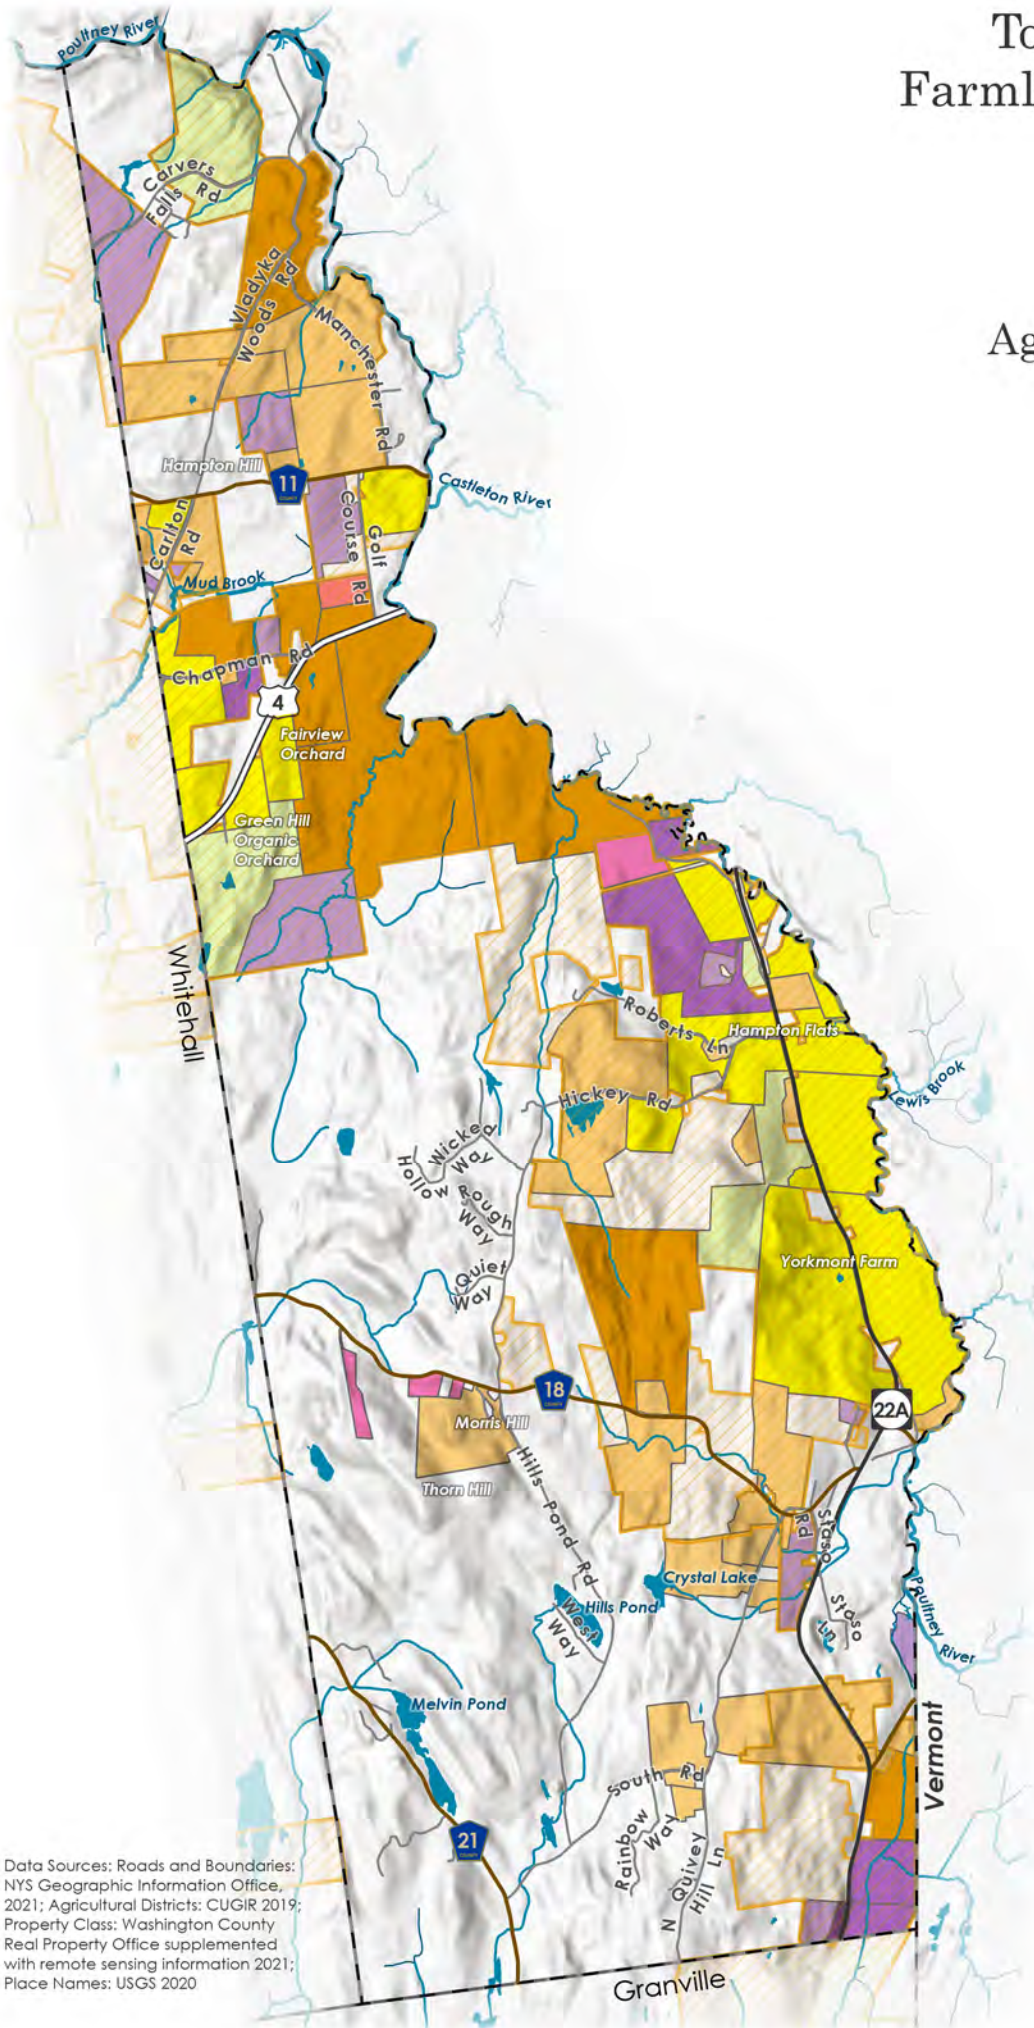 To
Farml
Ag
Poultney River
Carvers
Falls Rd
Vladyka
Woods Rd
Manchester Rd
Hampton Hill
11
COUNTY
Castleton River
Carlton
Rd
Golf
Course
Rd
Mud Brook
Chapman Rd
4
Fairview
Orchard
Green Hill
Organic
Orchard
Whitehall
Roberts Ln
Hampton Flats
Hickey Rd
Lewis Brook
Wicked
Way
Hollow
Rough
Way
Quiet
Way
Yorkmont Farm
18
COUNTY
22A
Morris Hill
Thorn Hill
Hills Pond Rd
Staso
Rd
Crystal Lake
Hills Pond
West
Way
Staso
Ln
Poultney
River
Melvin Pond
Vermont
South Rd
Rainbow
Way
N Quivey
Hill Ln
21
COUNTY
Granville
Data Sources: Roads and Boundaries:
NYS Geographic Information Office,
2021; Agricultural Districts: CUGIR 2019;
Property Class: Washington County
Real Property Office supplemented
with remote sensing information 2021;
Place Names: USGS 2020